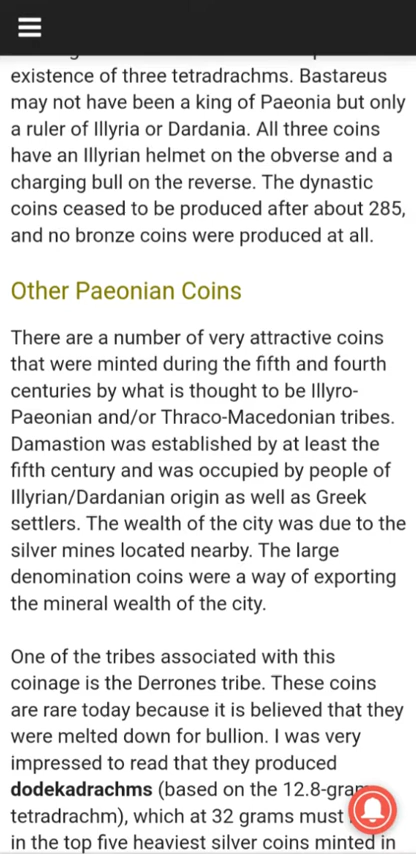 existence of three tetradrachms. Bastareus
may not have been a king of Paeonia but only
a ruler of Illyria or Dardania. All three coins
have an Illyrian helmet on the obverse and a
charging bull on the reverse. The dynastic
coins ceased to be produced after about 285,
and no bronze coins were produced at all.
Other Paeonian Coins
There are a number of very attractive coins
that were minted during the fifth and fourth
centuries by what is thought to be Illyro-
Paeonian and/or Thraco-Macedonian tribes.
Damastion was established by at least the
fifth century and was occupied by people of
Illyrian/Dardanian origin as well as Greek
settlers. The wealth of the city was due to the
silver mines located nearby. The large
denomination coins were a way of exporting
the mineral wealth of the city.
One of the tribes associated with this
coinage is the Derrones tribe. These coins
are rare today because it is believed that they
were melted down for bullion. I was very
impressed to read that they produced
dodekadrachms (based on the 12.8-gram
tetradrachm), which at 32 grams must
in the top five heaviest silver coins minted in